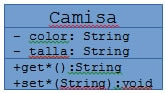 Camisa
- color: String
- talla: String
+get*():String
+set*(String):void